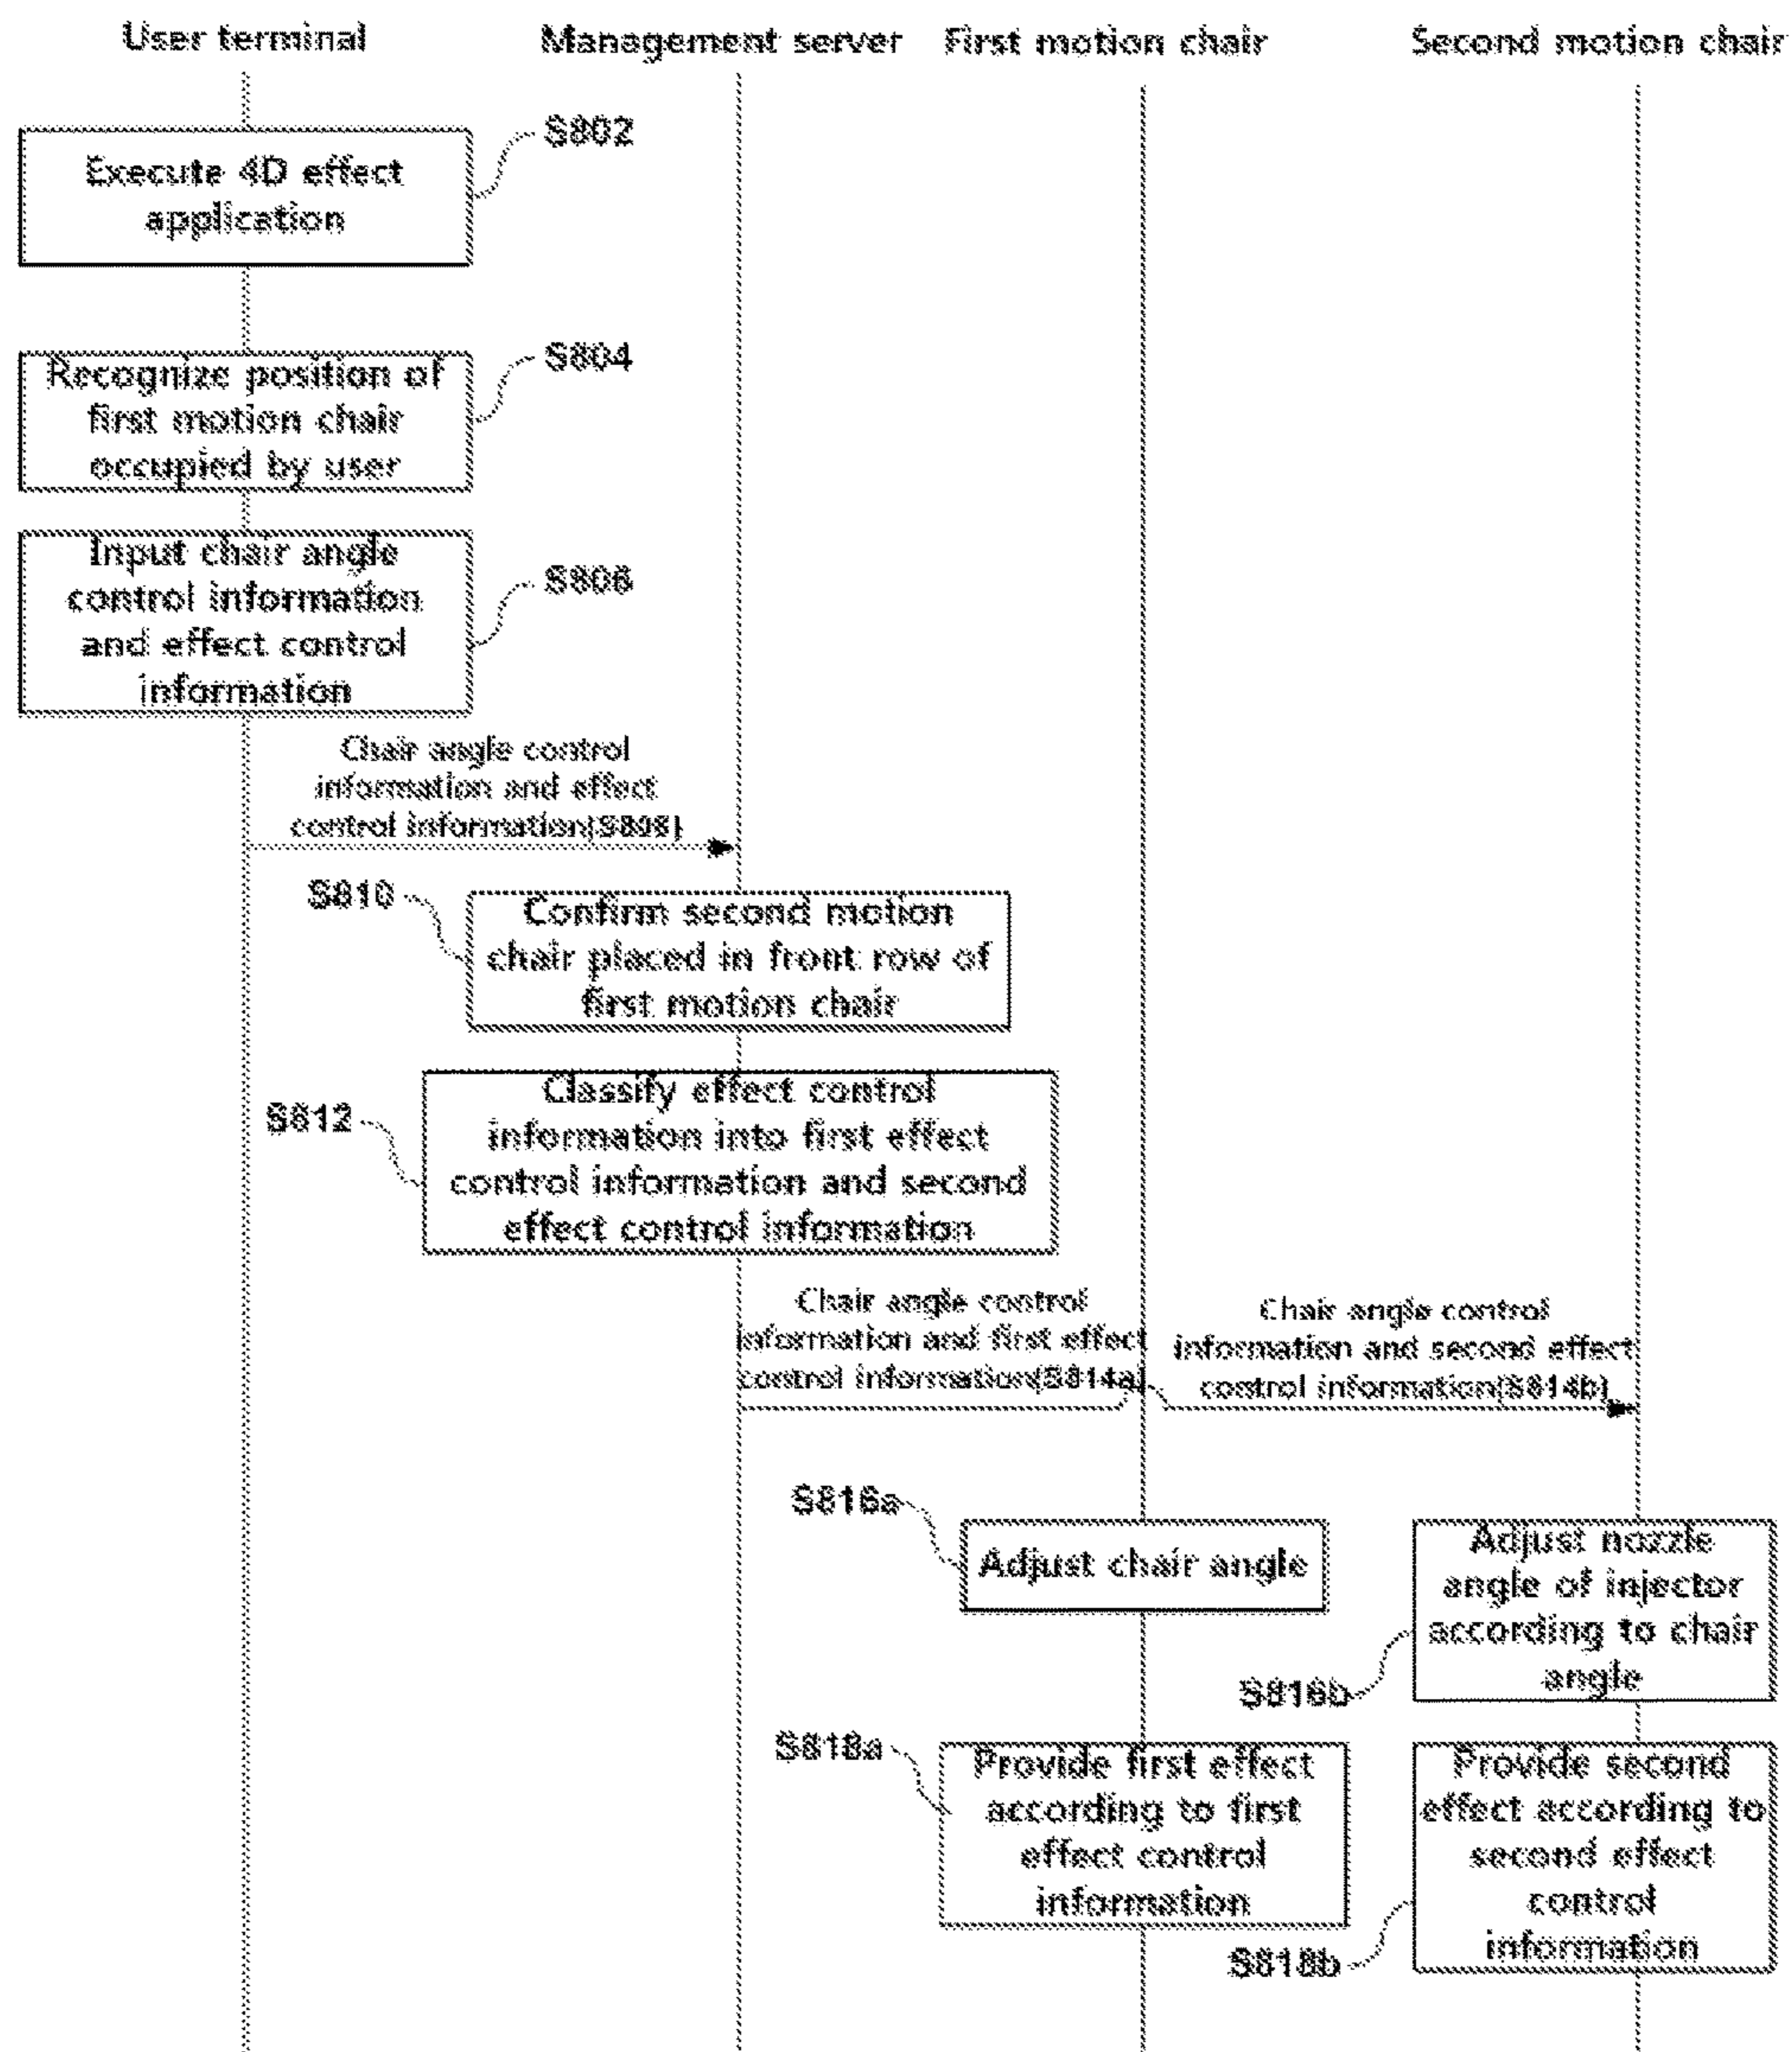 User terminal
Management server
First motion chair
Second motion chair
S802
Execute 4D effect
application
S804
Recognize position of
first motion chair
occupied by user
Input chair angle
control information
and effect control
information
S806
Chair angle control
information and effect
control information(S808)
S810
Confirm second motion
chair placed in front row of
first motion chair
S812
Classify effect control
information into first effect
control information and second
effect control information
Chair angle control
information and first effect
control information(S814a)
Chair angle control
information and second effect
control information(S814b)
S816a
Adjust chair angle
Adjust nozzle
angle of injector
according to chair
angle
S816b
S818a
Provide first effect
according to first
effect control
information
Provide second
effect according to
second effect
control
information
S818b